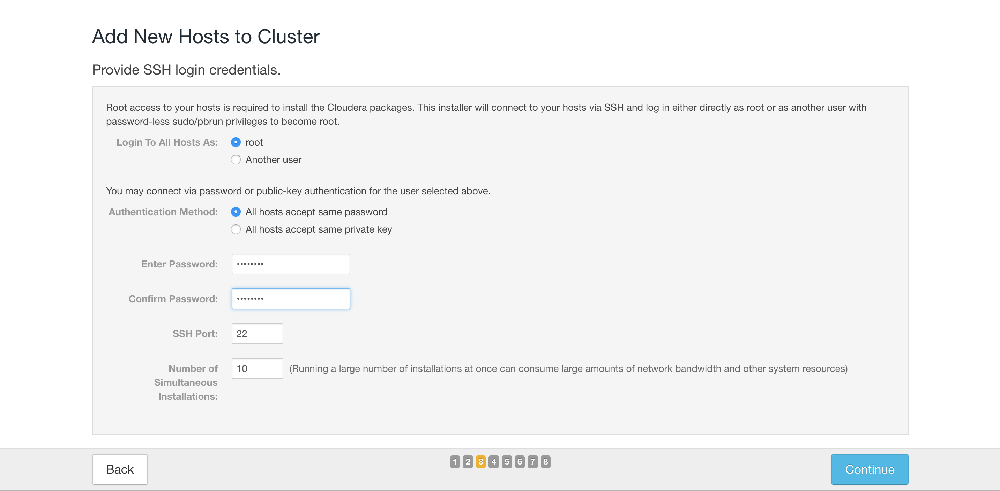 Add New Hosts to Cluster
Provide SSH login credentials.
Root access to your hosts is required to install the Cloudera packages. This installer will connect to your hosts via SSH and log in either directly as root or as another user with
password-less sudo/pbrun privileges to become root.
Login To All Hosts As: root
Another user
You may connect via password or public-key authentication for the user selected above.
Authentication Method: All hosts accept same password
All hosts accept same private key
Enter Password: ••••••••
Confirm Password: ••••••••
SSH Port: 22
Number of 10 (Running a large number of installations at once can consume large amounts of network bandwidth and other system resources)
Simultaneous
Installations:
Back 1 2 3 4 5 6 7 8 Continue